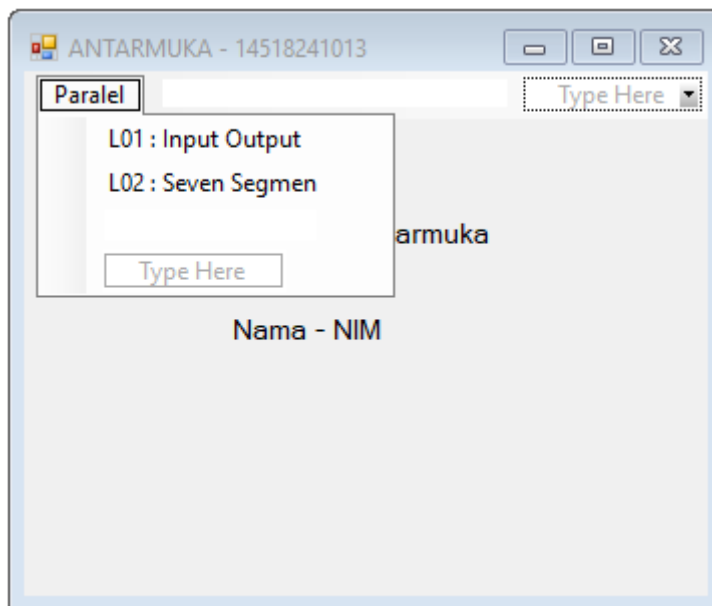 ANTARMUKA - 14518241013
Paralel
Type Here
L01 : Input Output
L02 : Seven Segmen
armuka
Type Here
Nama - NIM